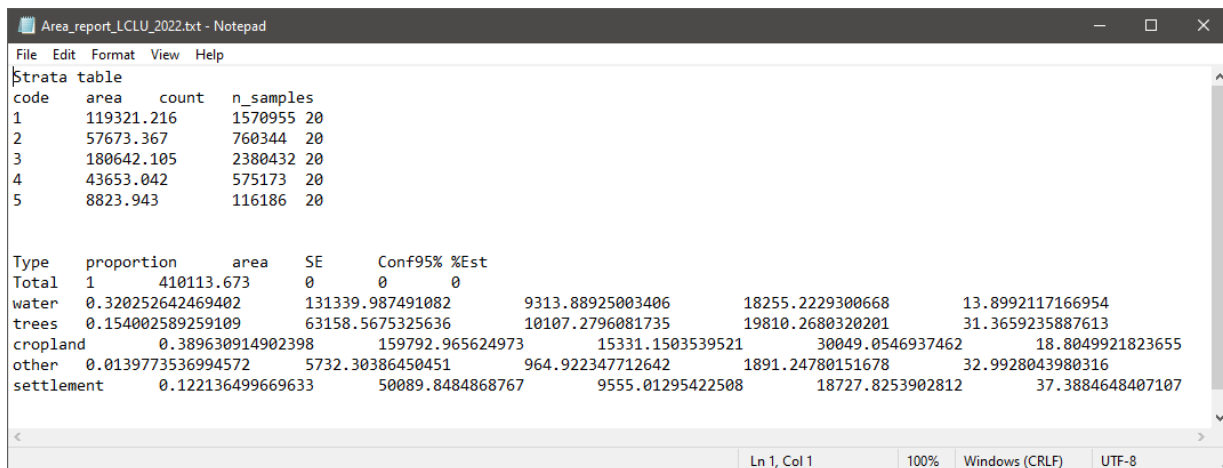 Area_report_LCLU_2022.txt - Notepad
File Edit Format View Help
Strata table
code area count n_samples
1 119321.216 1570955 20
2 57673.367 760344 20
3 180642.105 2380432 20
4 43653.042 575173 20
5 8823.943 116186 20
Type proportion area SE Conf95% %Est
Total 1 410113.673 0 0 0
water 0.320252642469402 131339.987491082 9313.88925003406 18255.2229300668 13.8992117166954
trees 0.154002589259109 63158.5675325636 10107.2796081735 19810.2680320201 31.3659235887613
cropland 0.389630914902398 159792.965624973 15331.1503539521 30049.0546937462 18.8049921823655
other 0.0139773536994572 5732.30386450451 964.922347712642 1891.24780151678 32.9928043980316
settlement 0.122136499669633 50089.8484868767 9555.01295422508 18727.8253902812 37.3884648407107
Ln 1, Col 1 100% Windows (CRLF) UTF-8